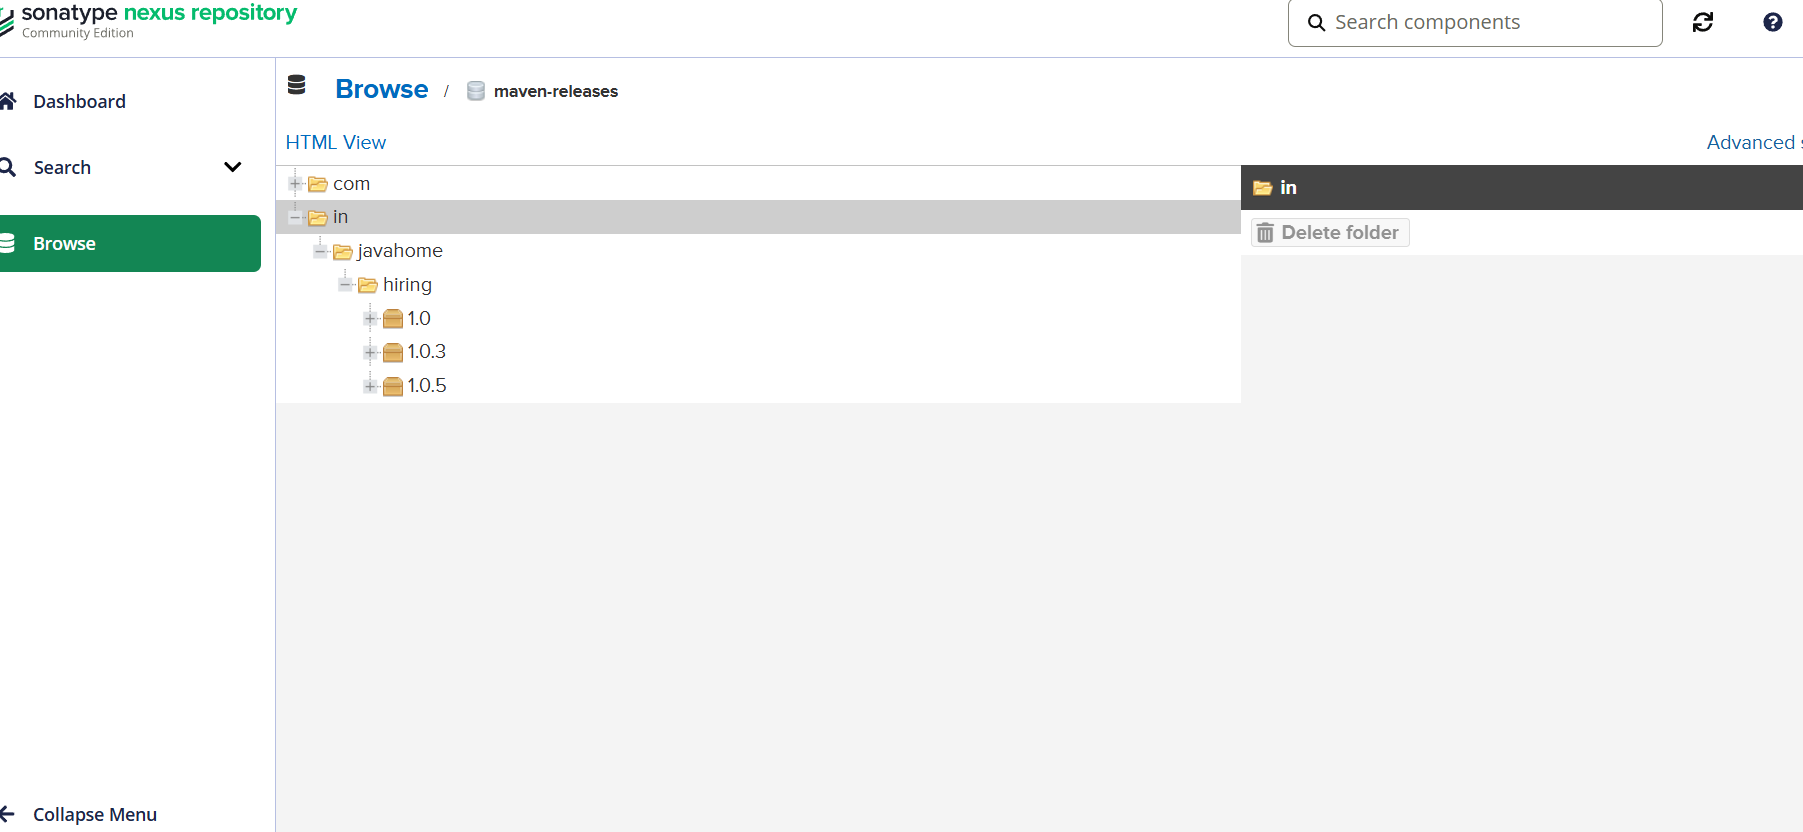 sonatype nexus repository
Community Edition
Search components
Dashboard
Search
Browse
Collapse Menu
Browse / maven-releases
HTML View
Advanced
com
in
javahome
hiring
1.0
1.0.3
1.0.5
in
Delete folder